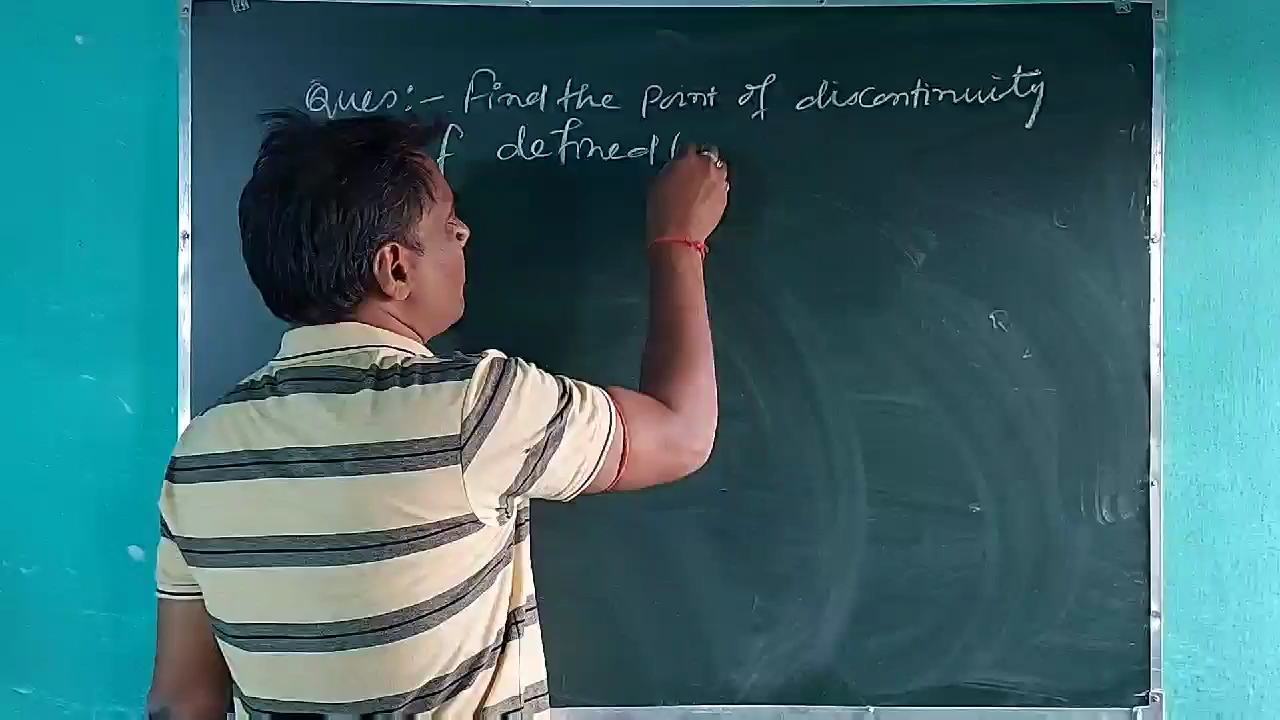 Ques:- Find the point of discontinuity
f defined